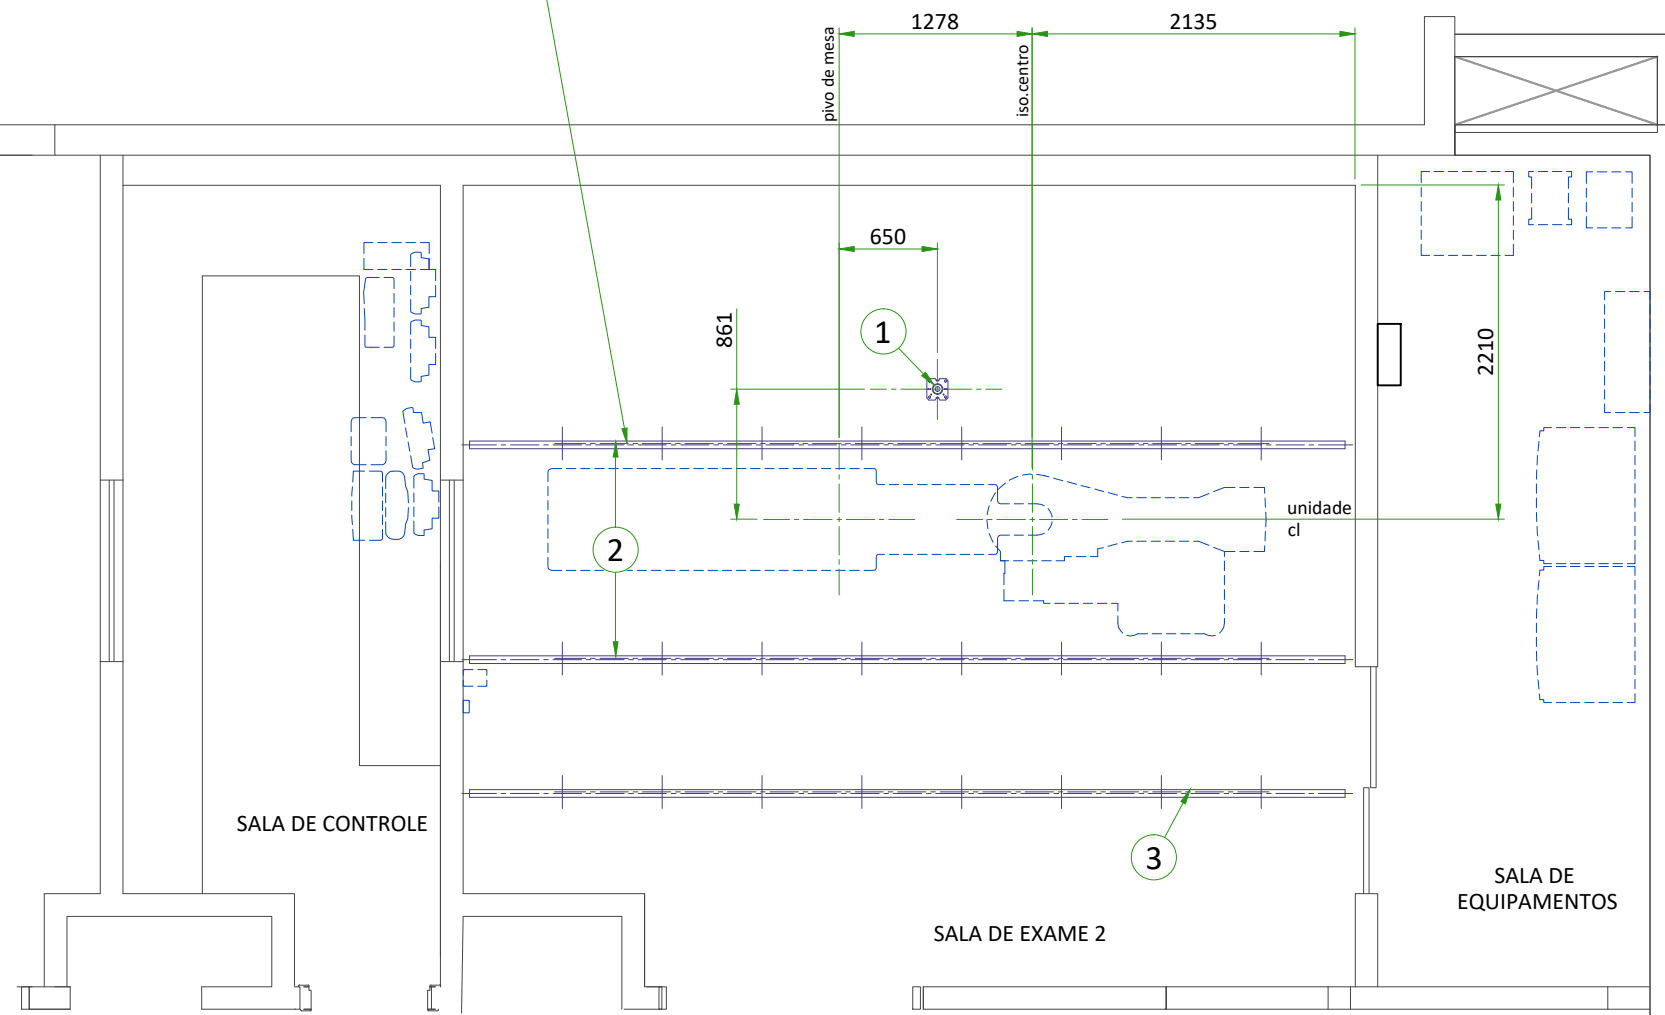 1278
2135
pivo de mesa
iso.centro
650
861
1
2210
unidade
cl
2
SALA DE CONTROLE
3
SALA DE
EQUIPAMENTOS
SALA DE EXAME 2